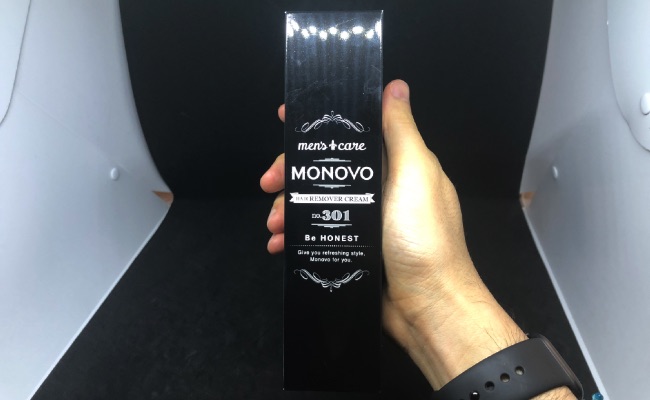 men's care
MONOVO
HAIR REMOVER CREAM
no.301
Be HONEST
Give you refreshing style,
Monovo for you.